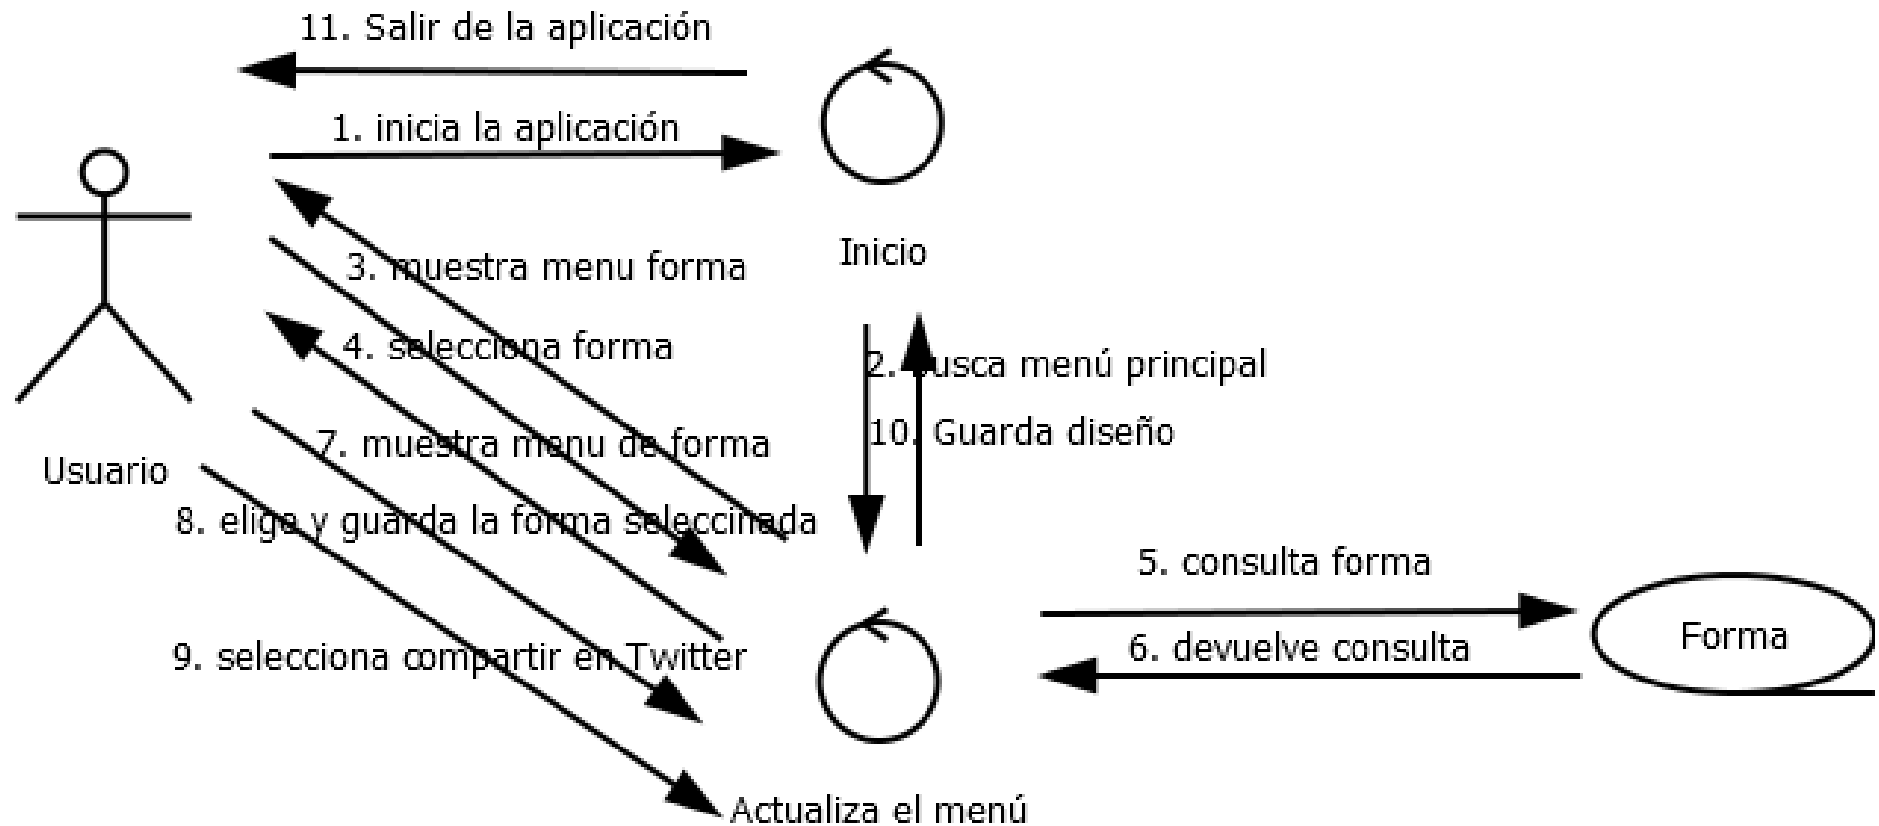 11. Salir de la aplicación
1. inicia la aplicación
Inicio
3. muestra menu forma
4. selecciona forma
2. busca menú principal
10. Guarda diseño
7. muestra menu de forma
Usuario
8. elige y guarda la forma seleccinada
5. consulta forma
Forma
6. devuelve consulta
9. selecciona compartir en Twitter
Actualiza el menú